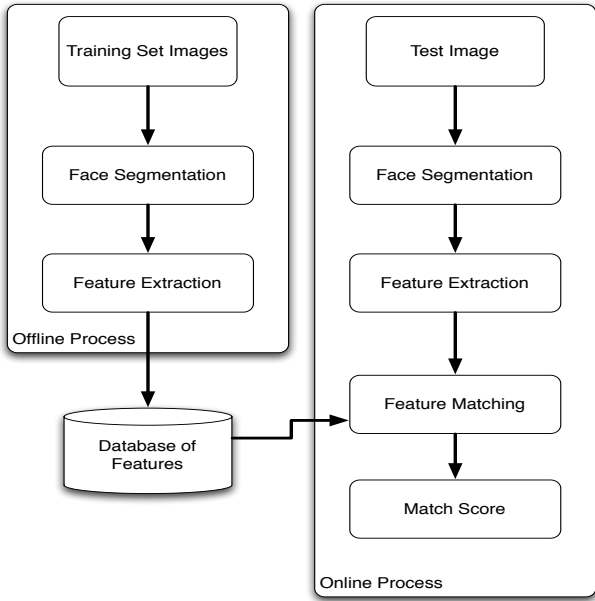 Training Set Images
Face Segmentation
Feature Extraction
Offline Process
Database of
Features
Test Image
Face Segmentation
Feature Extraction
Feature Matching
Match Score
Online Process